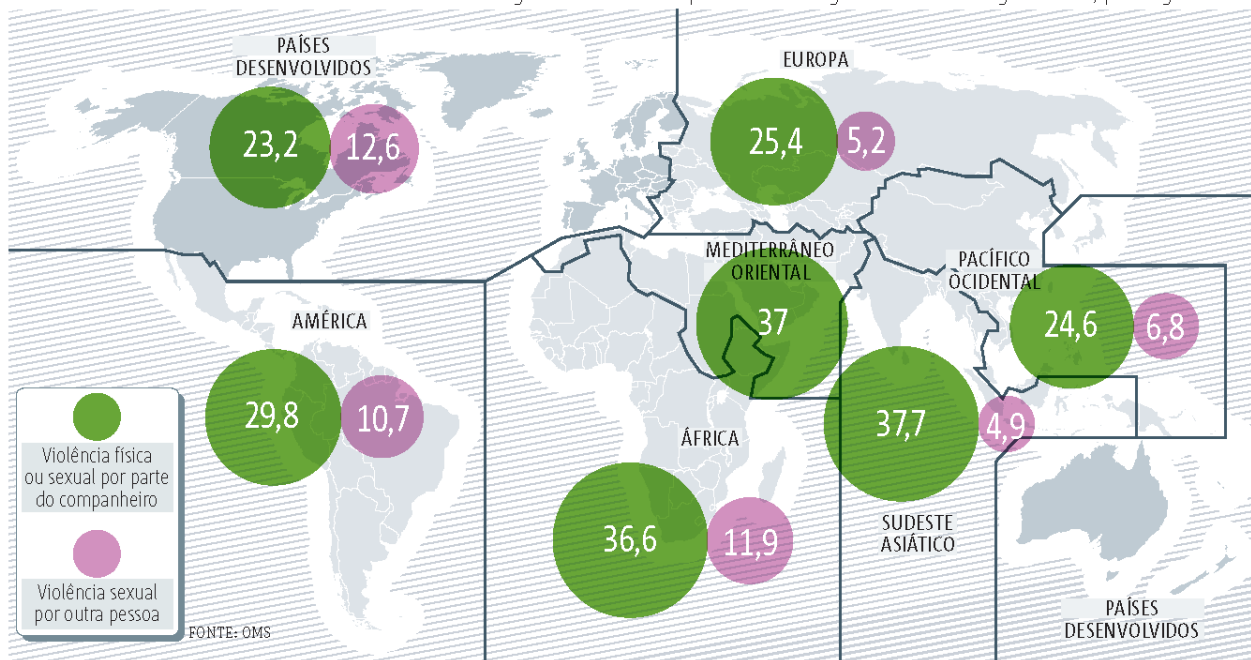 PAÍSES
DESENVOLVIDOS
23,2
12,6
EUROPA
25,4
5,2
MEDITERRÂNEO
ORIENTAL
37
PACÍFICO
OCIDENTAL
24,6
6,8
AMÉRICA
29,8
10,7
ÁFRICA
36,6
11,9
37,7
4,9
SUDESTE
ASIÁTICO
PAÍSES
DESENVOLVIDOS
Violência física
ou sexual por parte
do companheiro
Violência sexual
por outra pessoa
FONTE: OMS